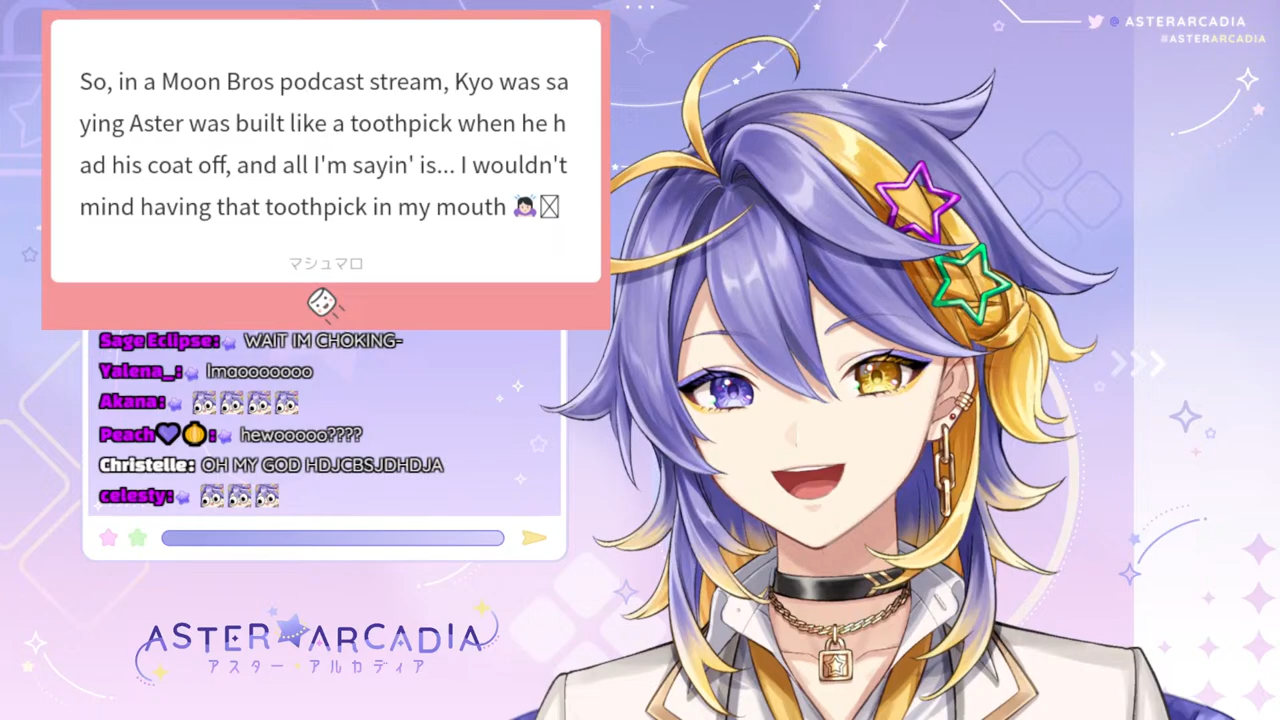 @ ASTERARCADIA
#ASTERARCADIA
So, in a Moon Bros podcast stream, Kyo was sa
ying Aster was built like a toothpick when he h
ad his coat off, and all I'm sayin' is... I wouldn't
mind having that toothpick in my mouth 🤷🏻‍♀️
マシュマロ
Sage Eclipse: WAIT IM CHOKING-
Yalena_: lmaooooooo
Akana:
Peach💜🎃: hewooooo????
Christelle: OH MY GOD HDJCBSJDHDJA
celesty:
ASTER ARCADIA
アスター・アルカディア